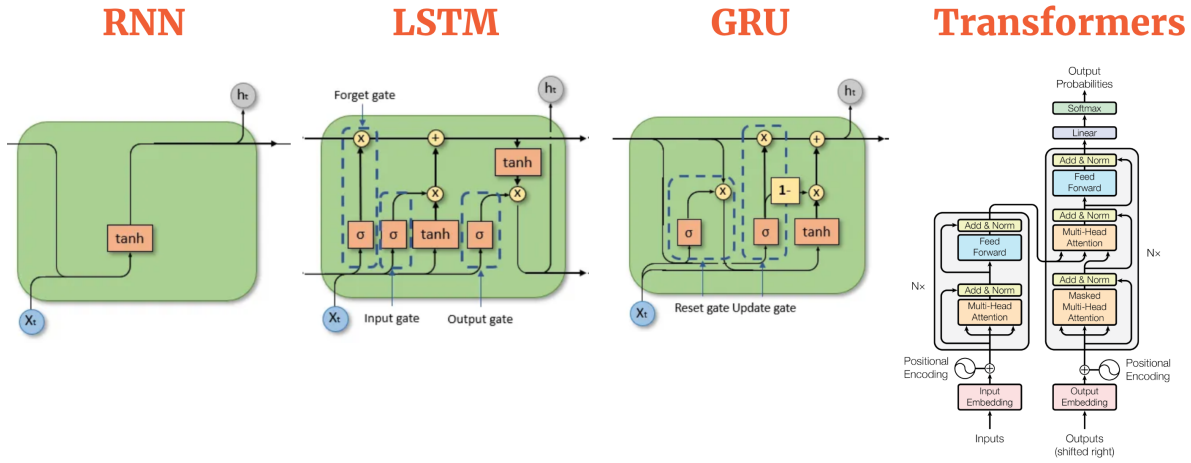 RNN
hₜ
tanh
Xₜ
LSTM
Forget gate
hₜ
x
+
tanh
x
x
σ
σ
tanh
σ
Xₜ
Input gate
Output gate
GRU
hₜ
x
+
x
1-
x
σ
σ
tanh
Xₜ
Reset gate
Update gate
Transformers
Output
Probabilities
Softmax
Linear
Add & Norm
Feed
Forward
Add & Norm
Multi-Head
Attention
Add & Norm
Masked
Multi-Head
Attention
Nx
Add & Norm
Feed
Forward
Add & Norm
Multi-Head
Attention
Nx
Positional
Encoding
Positional
Encoding
Input
Embedding
Output
Embedding
Inputs
Outputs
(shifted right)